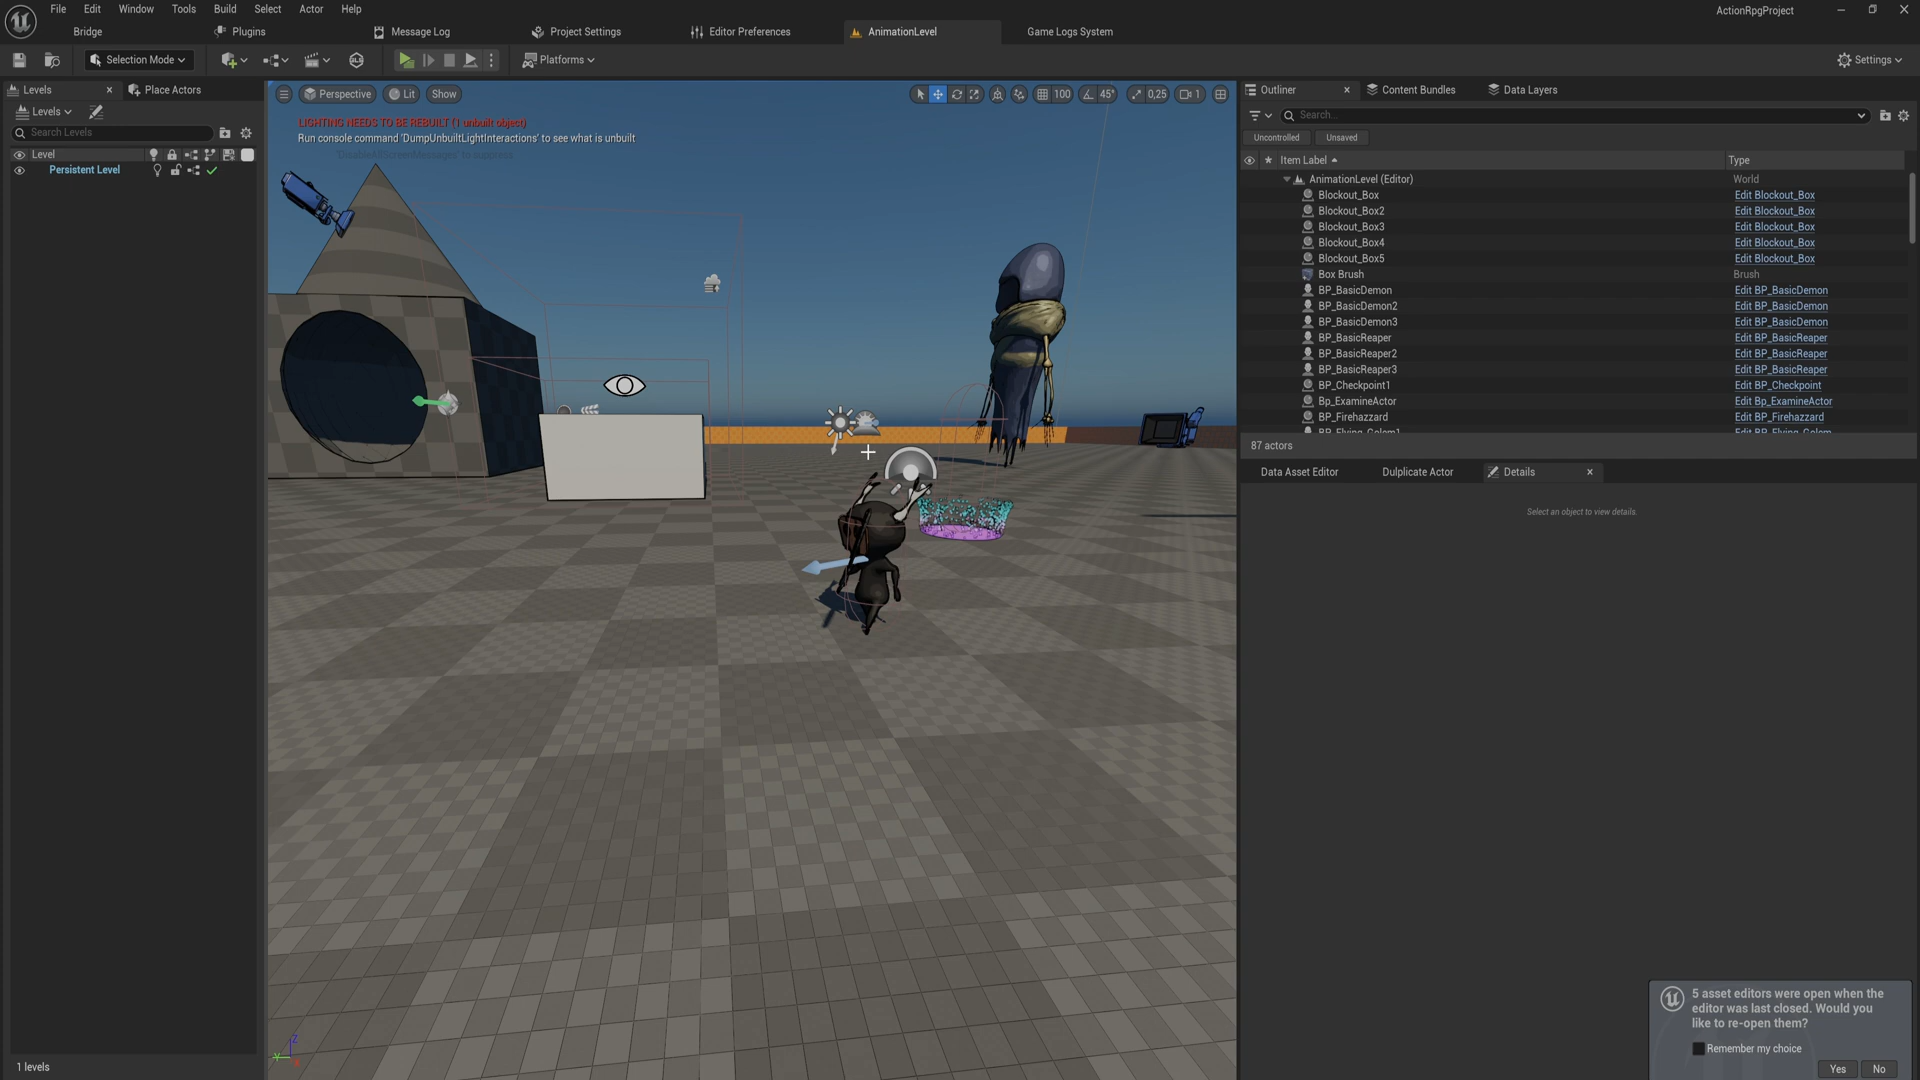 File Edit Window Tools Build Select Actor Help
ActionRpgProject
Bridge Plugins Message Log Project Settings Editor Preferences AnimationLevel Game Logs System
Selection Mode Platforms Settings
Levels Place Actors
Levels
Search Levels
Level
Persistent Level
1 levels
Perspective Lit Show 100 45° 0,25 1
LIGHTING NEEDS TO BE REBUILT (1 unbuilt object)
Run console command 'DumpUnbuiltLightInteractions' to see what is unbuilt
'DisableAllScreenMessages' to suppress
Z
Y
X
Outliner Content Bundles Data Layers
Search...
Uncontrolled Unsaved
Item Label Type
AnimationLevel (Editor) World
Blockout_Box Edit Blockout_Box
Blockout_Box2 Edit Blockout_Box
Blockout_Box3 Edit Blockout_Box
Blockout_Box4 Edit Blockout_Box
Blockout_Box5 Edit Blockout_Box
Box Brush Brush
BP_BasicDemon Edit BP_BasicDemon
BP_BasicDemon2 Edit BP_BasicDemon
BP_BasicDemon3 Edit BP_BasicDemon
BP_BasicReaper Edit BP_BasicReaper
BP_BasicReaper2 Edit BP_BasicReaper
BP_BasicReaper3 Edit BP_BasicReaper
BP_Checkpoint1 Edit BP_Checkpoint
Bp_ExamineActor Edit Bp_ExamineActor
BP_Firehazzard Edit BP_Firehazzard
BP_Flying_Golem1 Edit BP_Flying_Golem
87 actors
Data Asset Editor Dulplicate Actor Details
Select an object to view details.
5 asset editors were open when the
editor was last closed. Would you
like to re-open them?
Remember my choice
Yes No